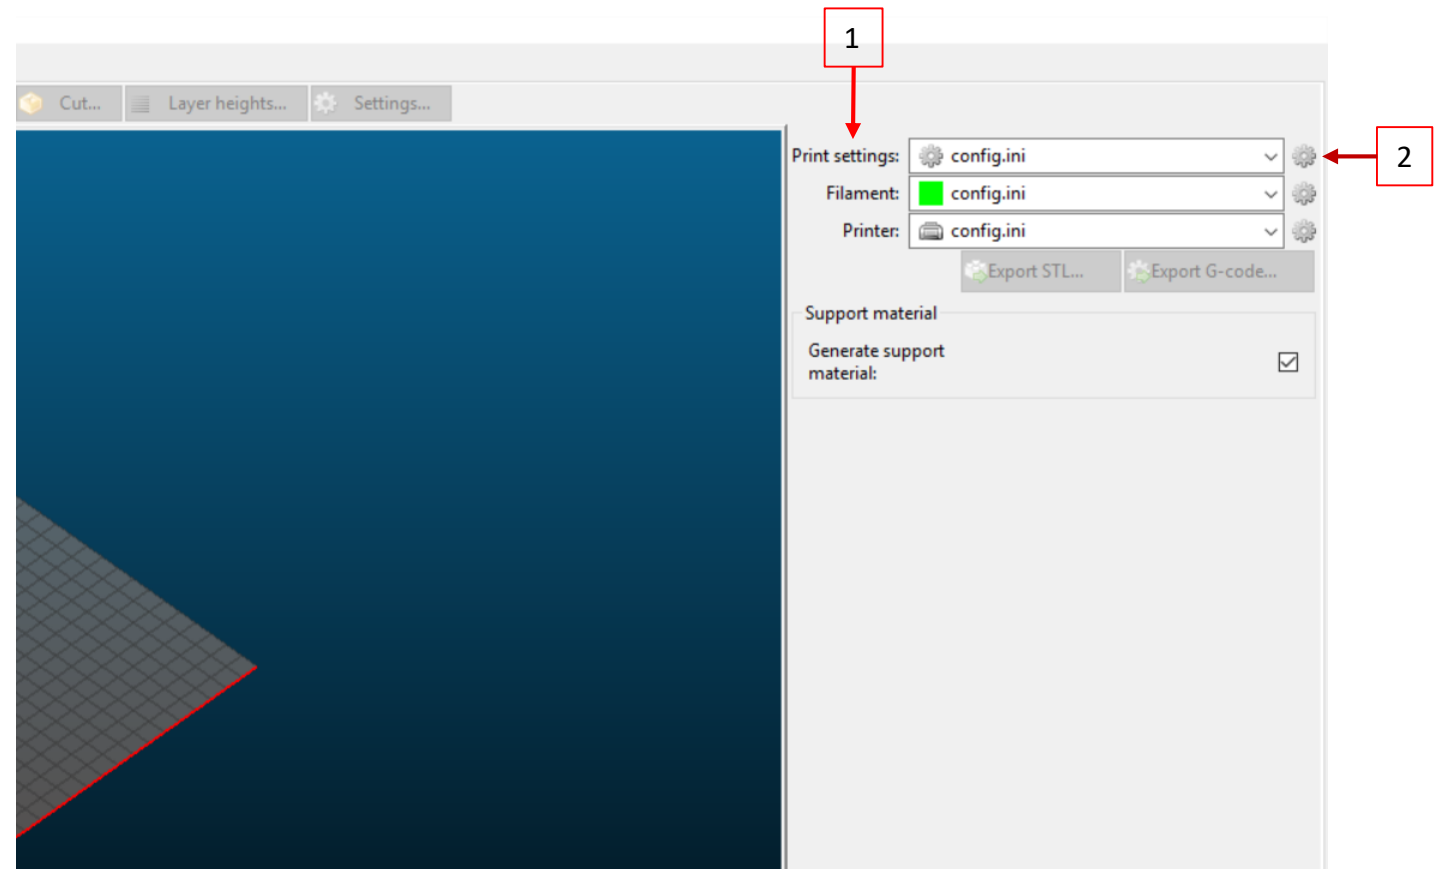 1
Cut... Layer heights... Settings...
Print settings: config.ini
2
Filament: config.ini
Printer: config.ini
Export STL... Export G-code...
Support material
Generate support
material: